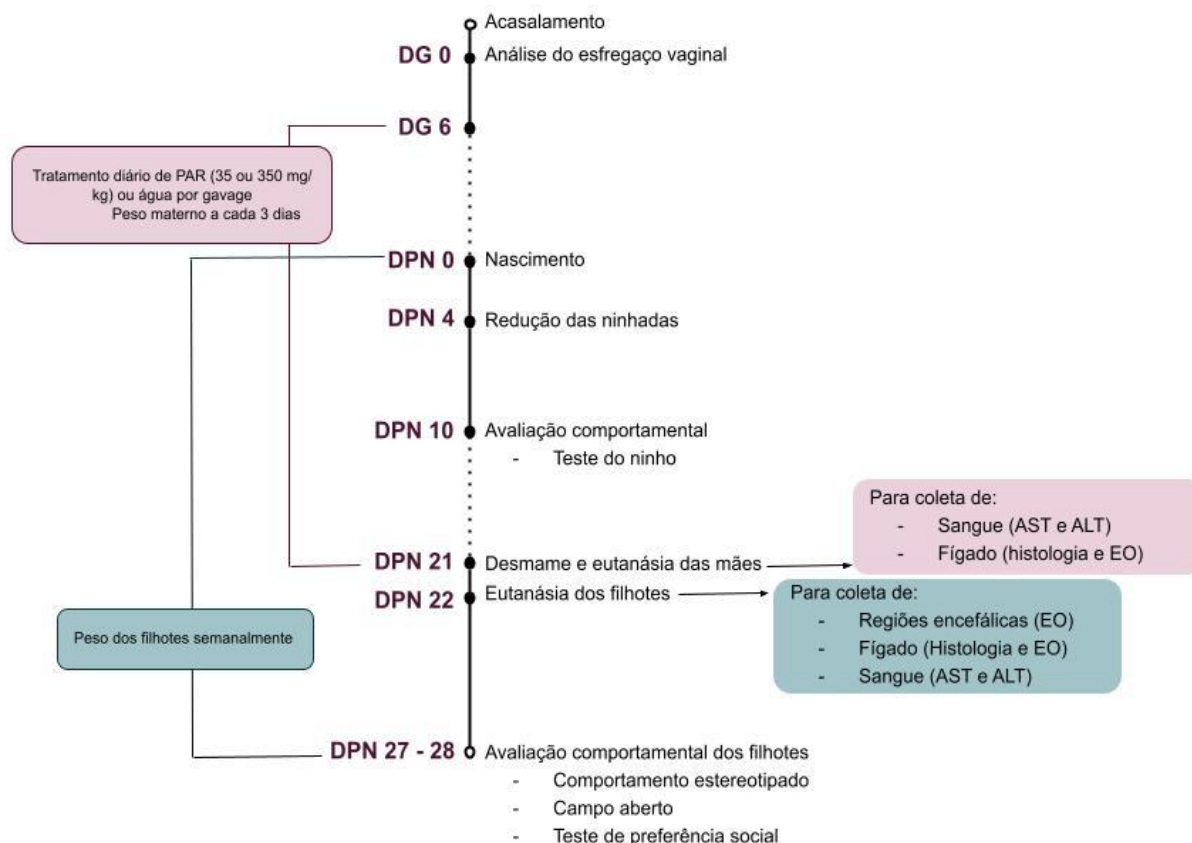 Acasalamento
DG 0 Análise do esfregaço vaginal
DG 6
Tratamento diário de PAR (35 ou 350 mg/
kg) ou água por gavage
Peso materno a cada 3 dias
DPN 0 Nascimento
DPN 4 Redução das ninhadas
DPN 10 Avaliação comportamental
- Teste do ninho
Para coleta de:
- Sangue (AST e ALT)
- Fígado (histologia e EO)
DPN 21 Desmame e eutanásia das mães
DPN 22 Eutanásia dos filhotes
Para coleta de:
- Regiões encefálicas (EO)
- Fígado (Histologia e EO)
- Sangue (AST e ALT)
Peso dos filhotes semanalmente
DPN 27 - 28 Avaliação comportamental dos filhotes
- Comportamento estereotipado
- Campo aberto
- Teste de preferência social